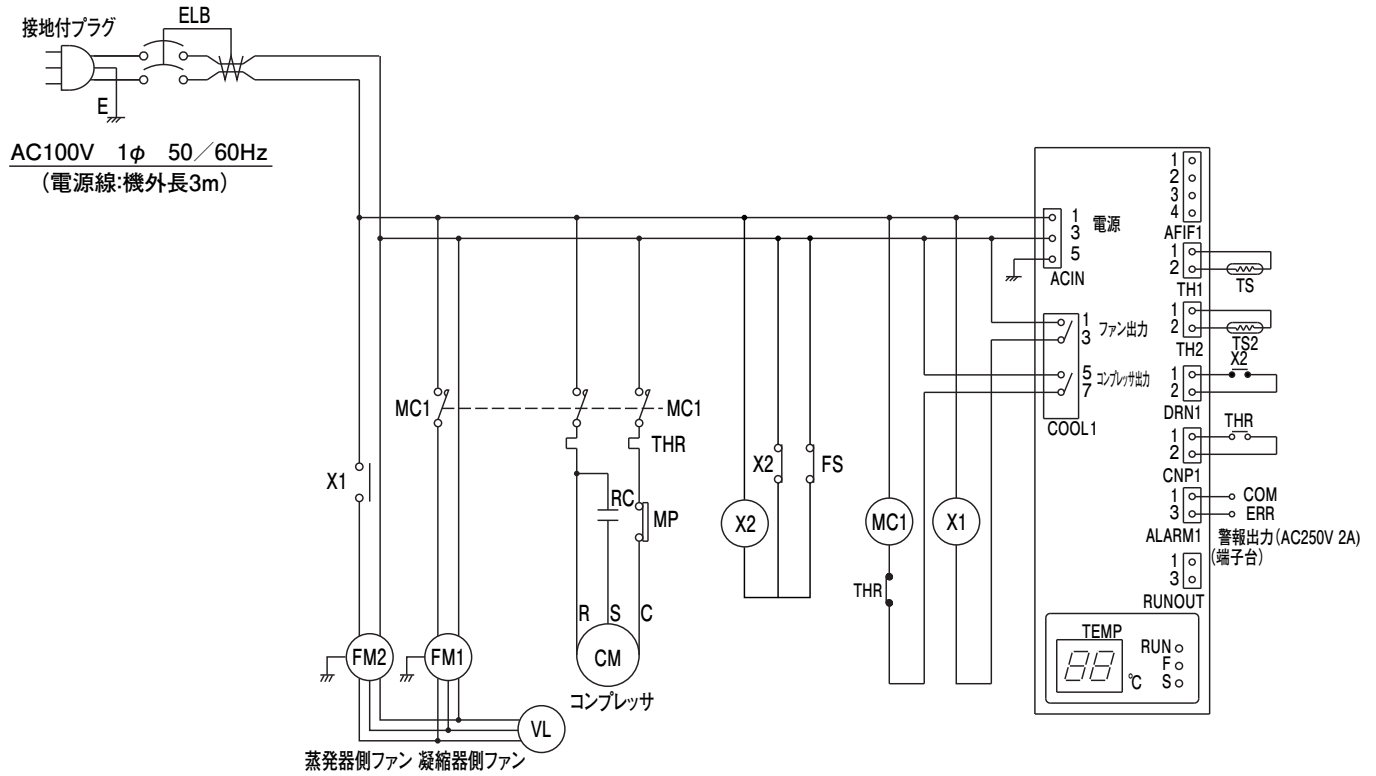 接地付プラグ
ELB
E
AC100V 1φ 50／60Hz
(電源線:機外長3m)
X1
MC1
MC1
THR
RC
MP
R
S
C
CM
コンプレッサ
FM2
FM1
VL
蒸発器側ファン
凝縮器側ファン
X2
X2
FS
MC1
X1
THR
1
3
5
電源
ACIN
1
3
ファン出力
5
7
コンプレッサ出力
COOL1
1
2
3
4
AFIF1
1
2
TH1
TS
1
2
TH2
TS2
X2
1
2
DRN1
THR
1
2
CNP1
1
3
COM
ERR
ALARM1
警報出力(AC250V 2A)
(端子台)
1
3
RUNOUT
TEMP
88
℃
RUN
F
S